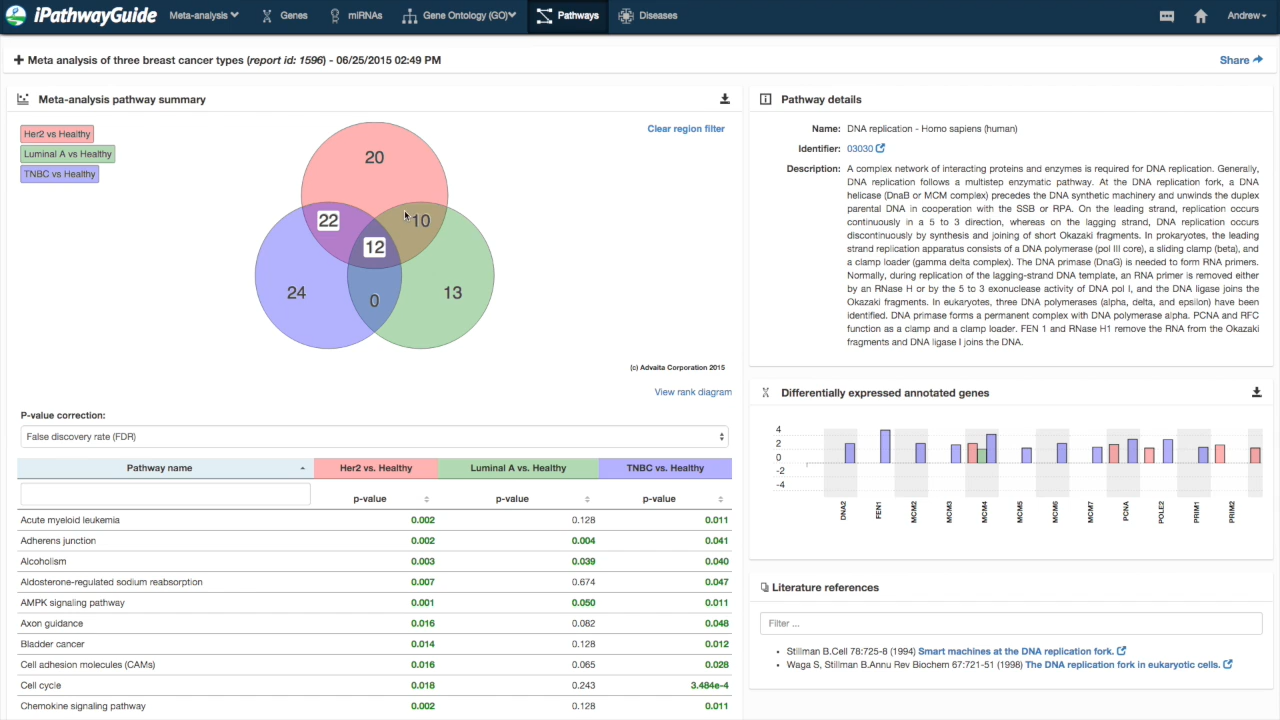 iPathwayGuide
Meta-analysis
Genes
miRNAs
Gene Ontology (GO)
Pathways
Diseases
Andrew
Meta analysis of three breast cancer types (report id: 1596) - 06/25/2015 02:49 PM
Share
Meta-analysis pathway summary
Her2 vs Healthy
Luminal A vs Healthy
TNBC vs Healthy
Clear region filter
20
22
10
12
24
0
13
(c) Advaita Corporation 2015
View rank diagram
P-value correction:
False discovery rate (FDR)
Pathway name Her2 vs. Healthy Luminal A vs. Healthy TNBC vs. Healthy
p-value p-value p-value
Acute myeloid leukemia 0.002 0.128 0.011
Adherens junction 0.002 0.004 0.041
Alcoholism 0.003 0.039 0.040
Aldosterone-regulated sodium reabsorption 0.007 0.674 0.047
AMPK signaling pathway 0.001 0.050 0.011
Axon guidance 0.016 0.082 0.048
Bladder cancer 0.014 0.128 0.012
Cell adhesion molecules (CAMs) 0.016 0.065 0.028
Cell cycle 0.018 0.243 3.484e-4
Chemokine signaling pathway 0.002 0.128 0.011
Pathway details
Name: DNA replication - Homo sapiens (human)
Identifier: 03030
Description: A complex network of interacting proteins and enzymes is required for DNA replication. Generally,
DNA replication follows a multistep enzymatic pathway. At the DNA replication fork, a DNA
helicase (DnaB or MCM complex) precedes the DNA synthetic machinery and unwinds the duplex
parental DNA in cooperation with the SSB or RPA. On the leading strand, replication occurs
continuously in a 5 to 3 direction, whereas on the lagging strand, DNA replication occurs
discontinuously by synthesis and joining of short Okazaki fragments. In prokaryotes, the leading
strand replication apparatus consists of a DNA polymerase (pol III core), a sliding clamp (beta), and
a clamp loader (gamma delta complex). The DNA primase (DnaG) is needed to form RNA primers.
Normally, during replication of the lagging-strand DNA template, an RNA primer is removed either
by an RNase H or by the 5 to 3 exonuclease activity of DNA pol I, and the DNA ligase I joins the
Okazaki fragments. In eukaryotes, three DNA polymerases (alpha, delta, and epsilon) have been
identified. DNA primase forms a permanent complex with DNA polymerase alpha. PCNA and RFC
function as a clamp and a clamp loader. FEN 1 and RNase H1 remove the RNA from the Okazaki
fragments and DNA ligase I joins the DNA.
Differentially expressed annotated genes
4
2
0
-2
-4
DNA2
FEN1
MCM2
MCM3
MCM4
MCM5
MCM6
MCM7
PCNA
POLE2
PRIM1
PRIM2
Literature references
Filter ...
Stillman B.Cell 78:725-8 (1994) Smart machines at the DNA replication fork.
Waga S, Stillman B.Annu Rev Biochem 67:721-51 (1998) The DNA replication fork in eukaryotic cells.